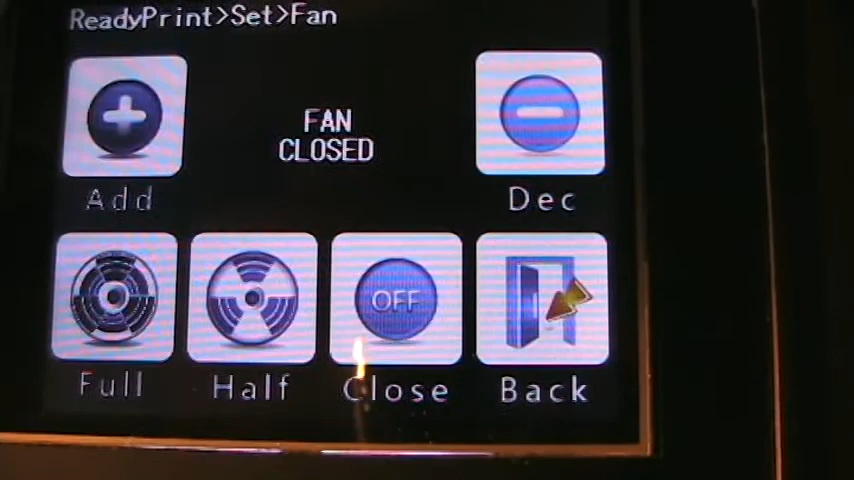 ReadyPrint>Set>Fan
FAN
CLOSED
Add
Dec
OFF
Full
Half
Close
Back